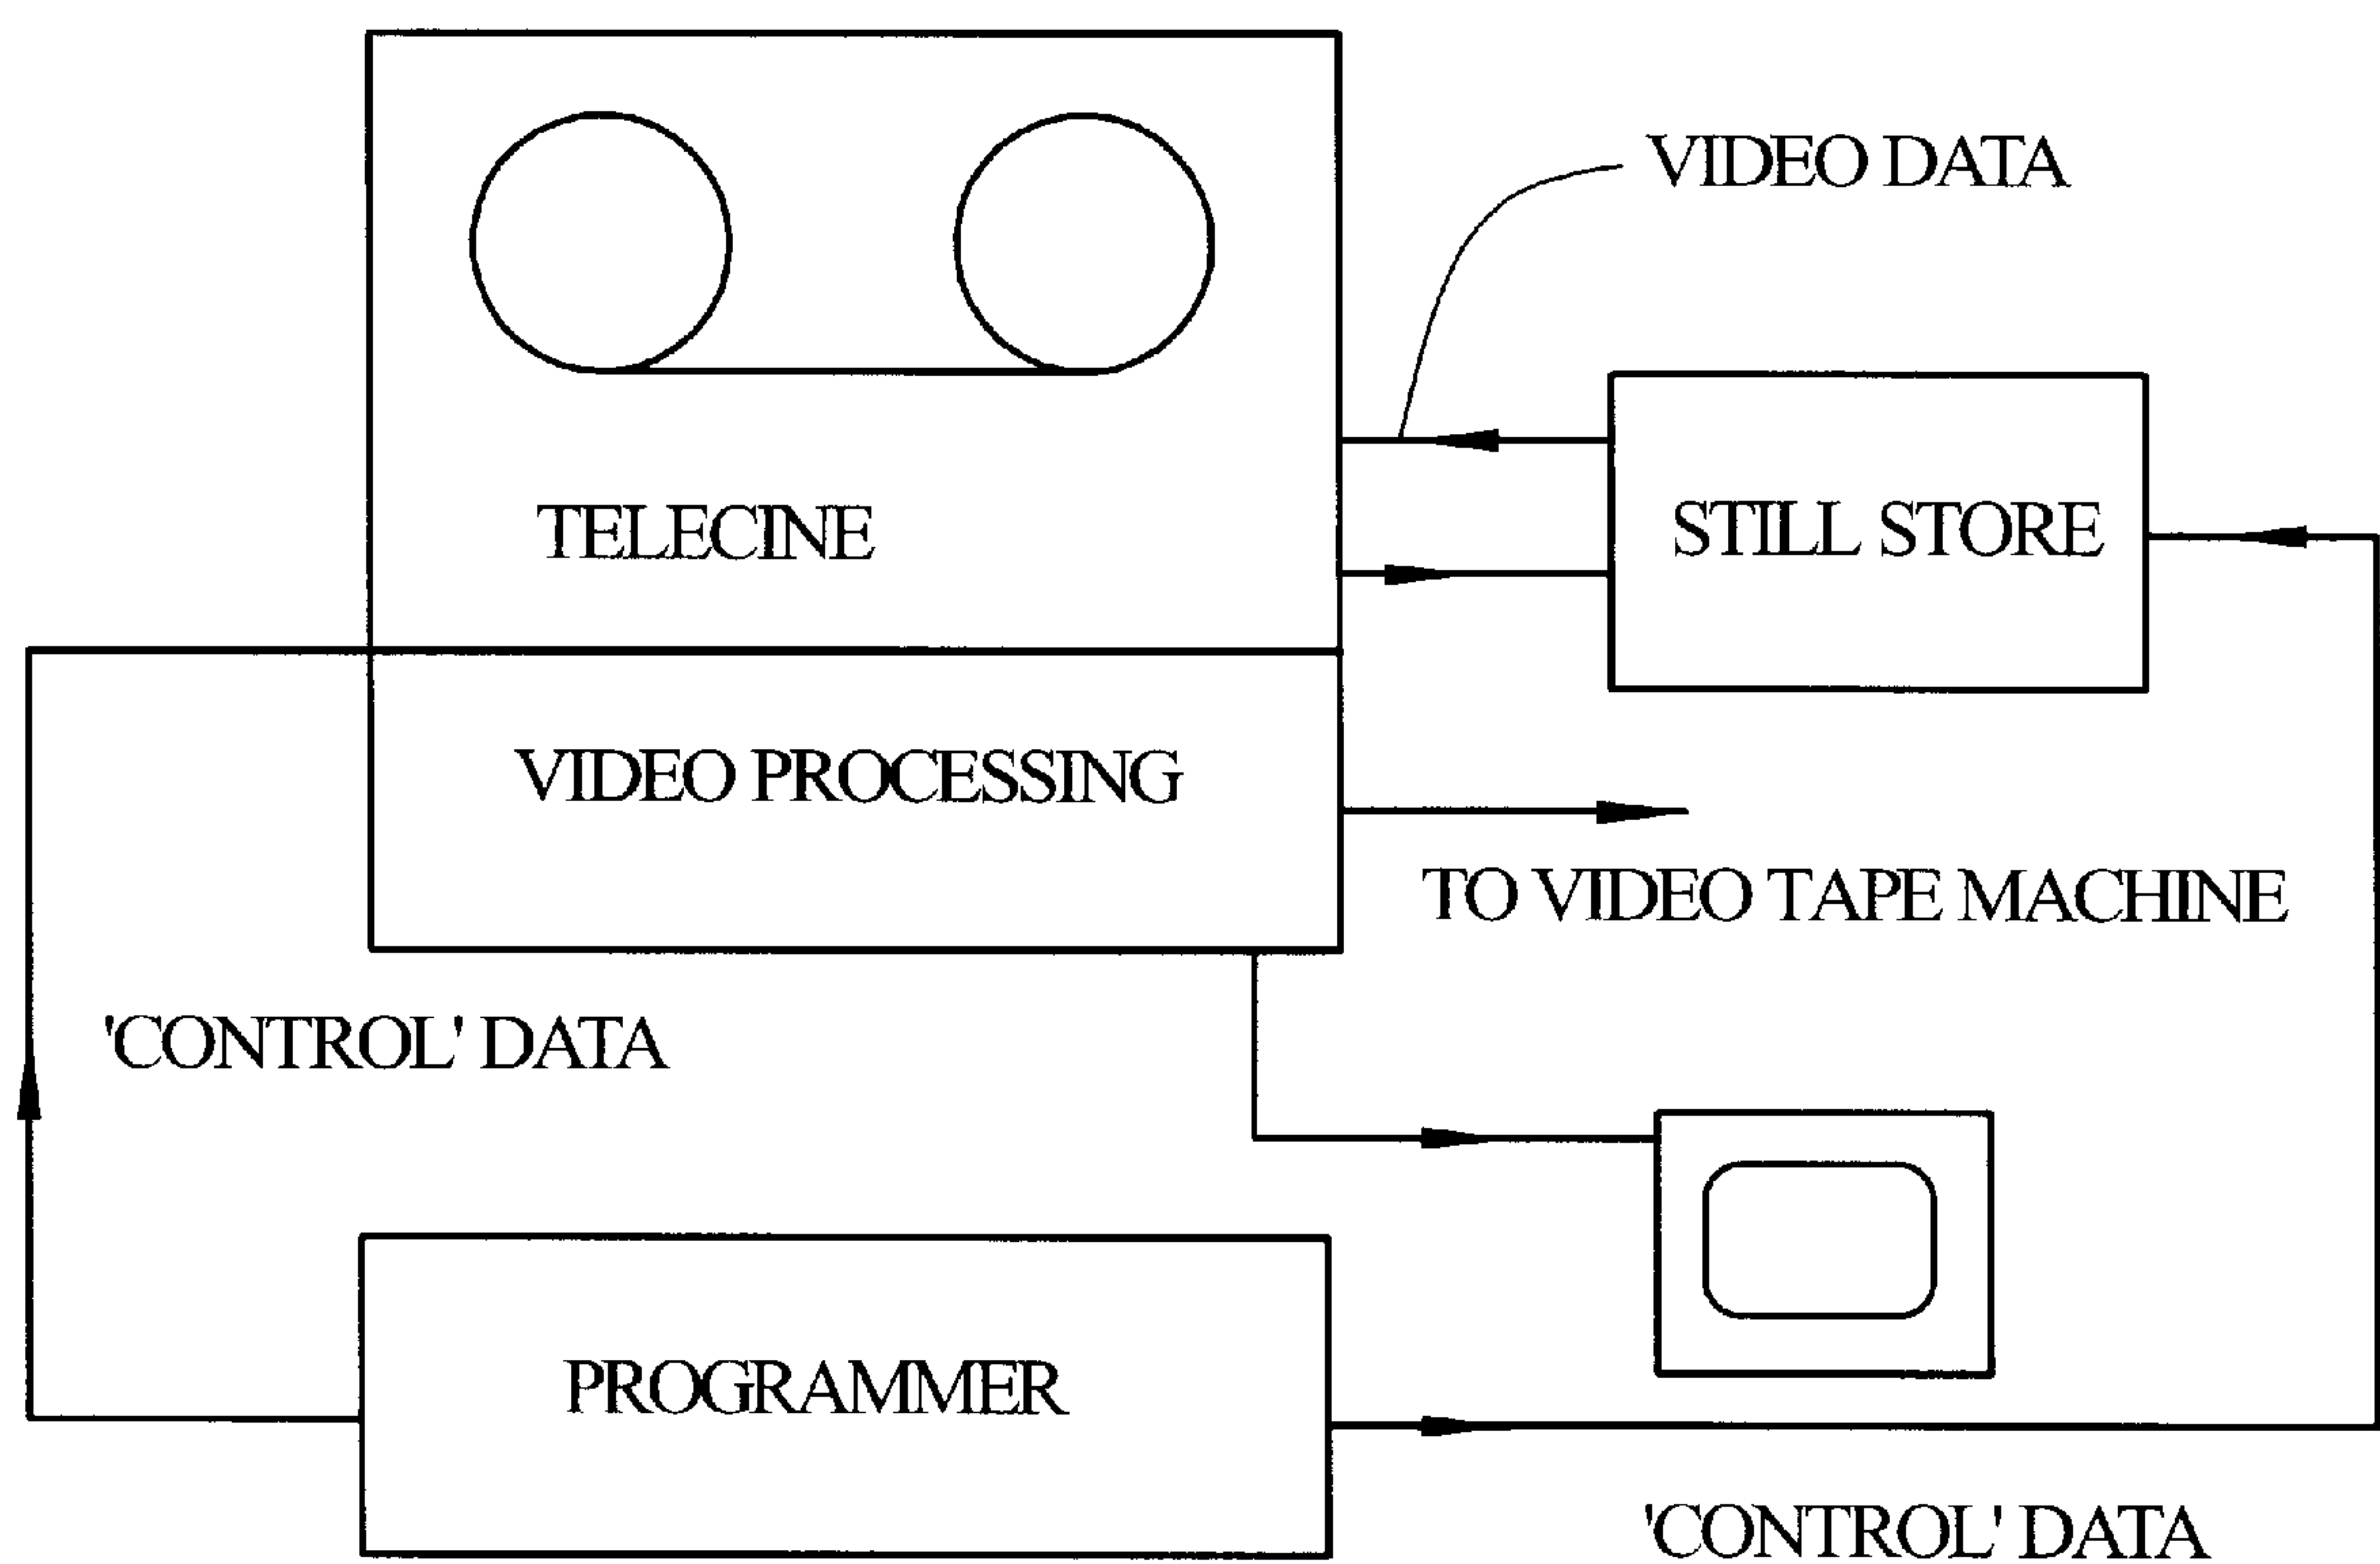 VIDEO DATA
TELECINE
STILL STORE
VIDEO PROCESSING
TO VIDEO TAPE MACHINE
'CONTROL' DATA
PROGRAMMER
'CONTROL' DATA